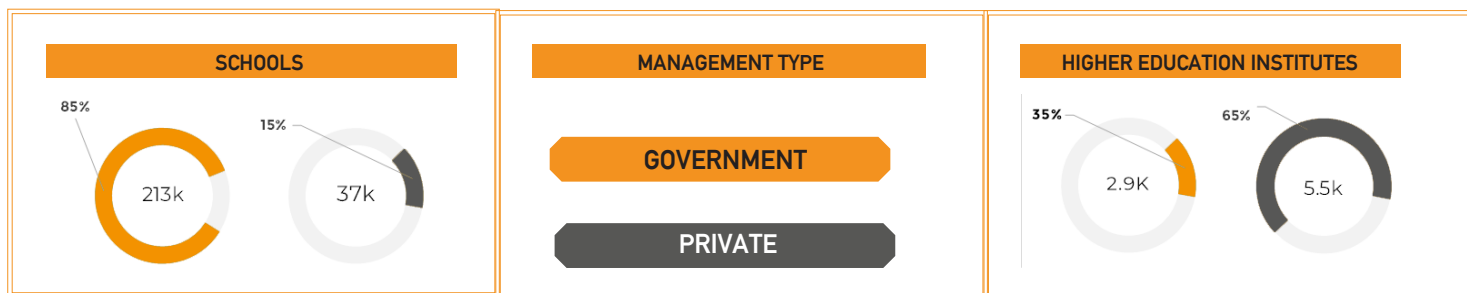 SCHOOLS
85%
15%
213k
37k
MANAGEMENT TYPE
GOVERNMENT
PRIVATE
HIGHER EDUCATION INSTITUTES
35%
65%
2.9K
5.5k